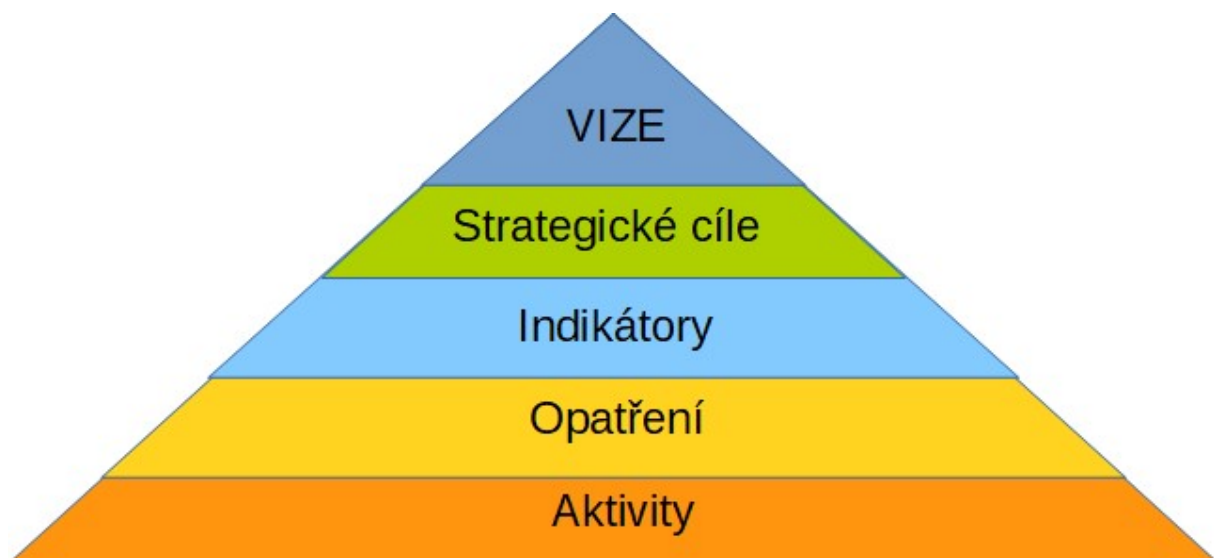 VIZE
Strategické cíle
Indikátory
Opatření
Aktivity